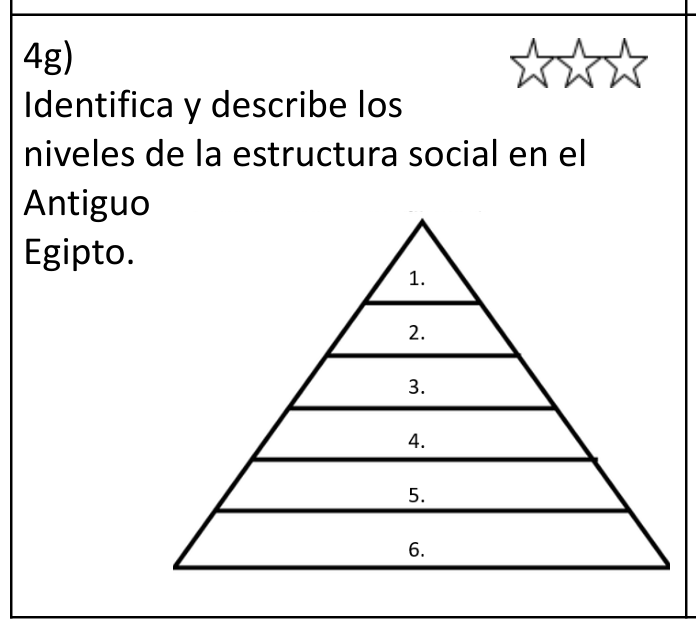 4g)
Identifica y describe los
niveles de la estructura social en el
Antiguo
Egipto.
1.
2.
3.
4.
5.
6.